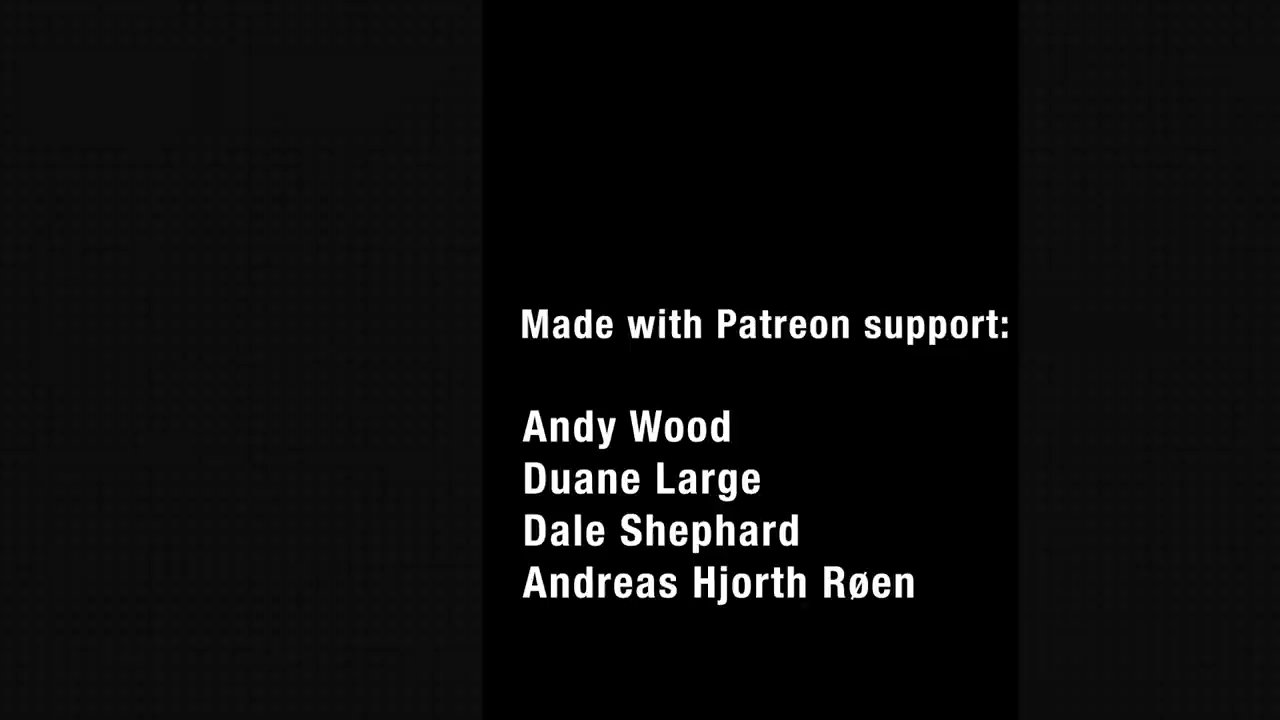 Made with Patreon support:
Andy Wood
Duane Large
Dale Shephard
Andreas Hjorth Røen